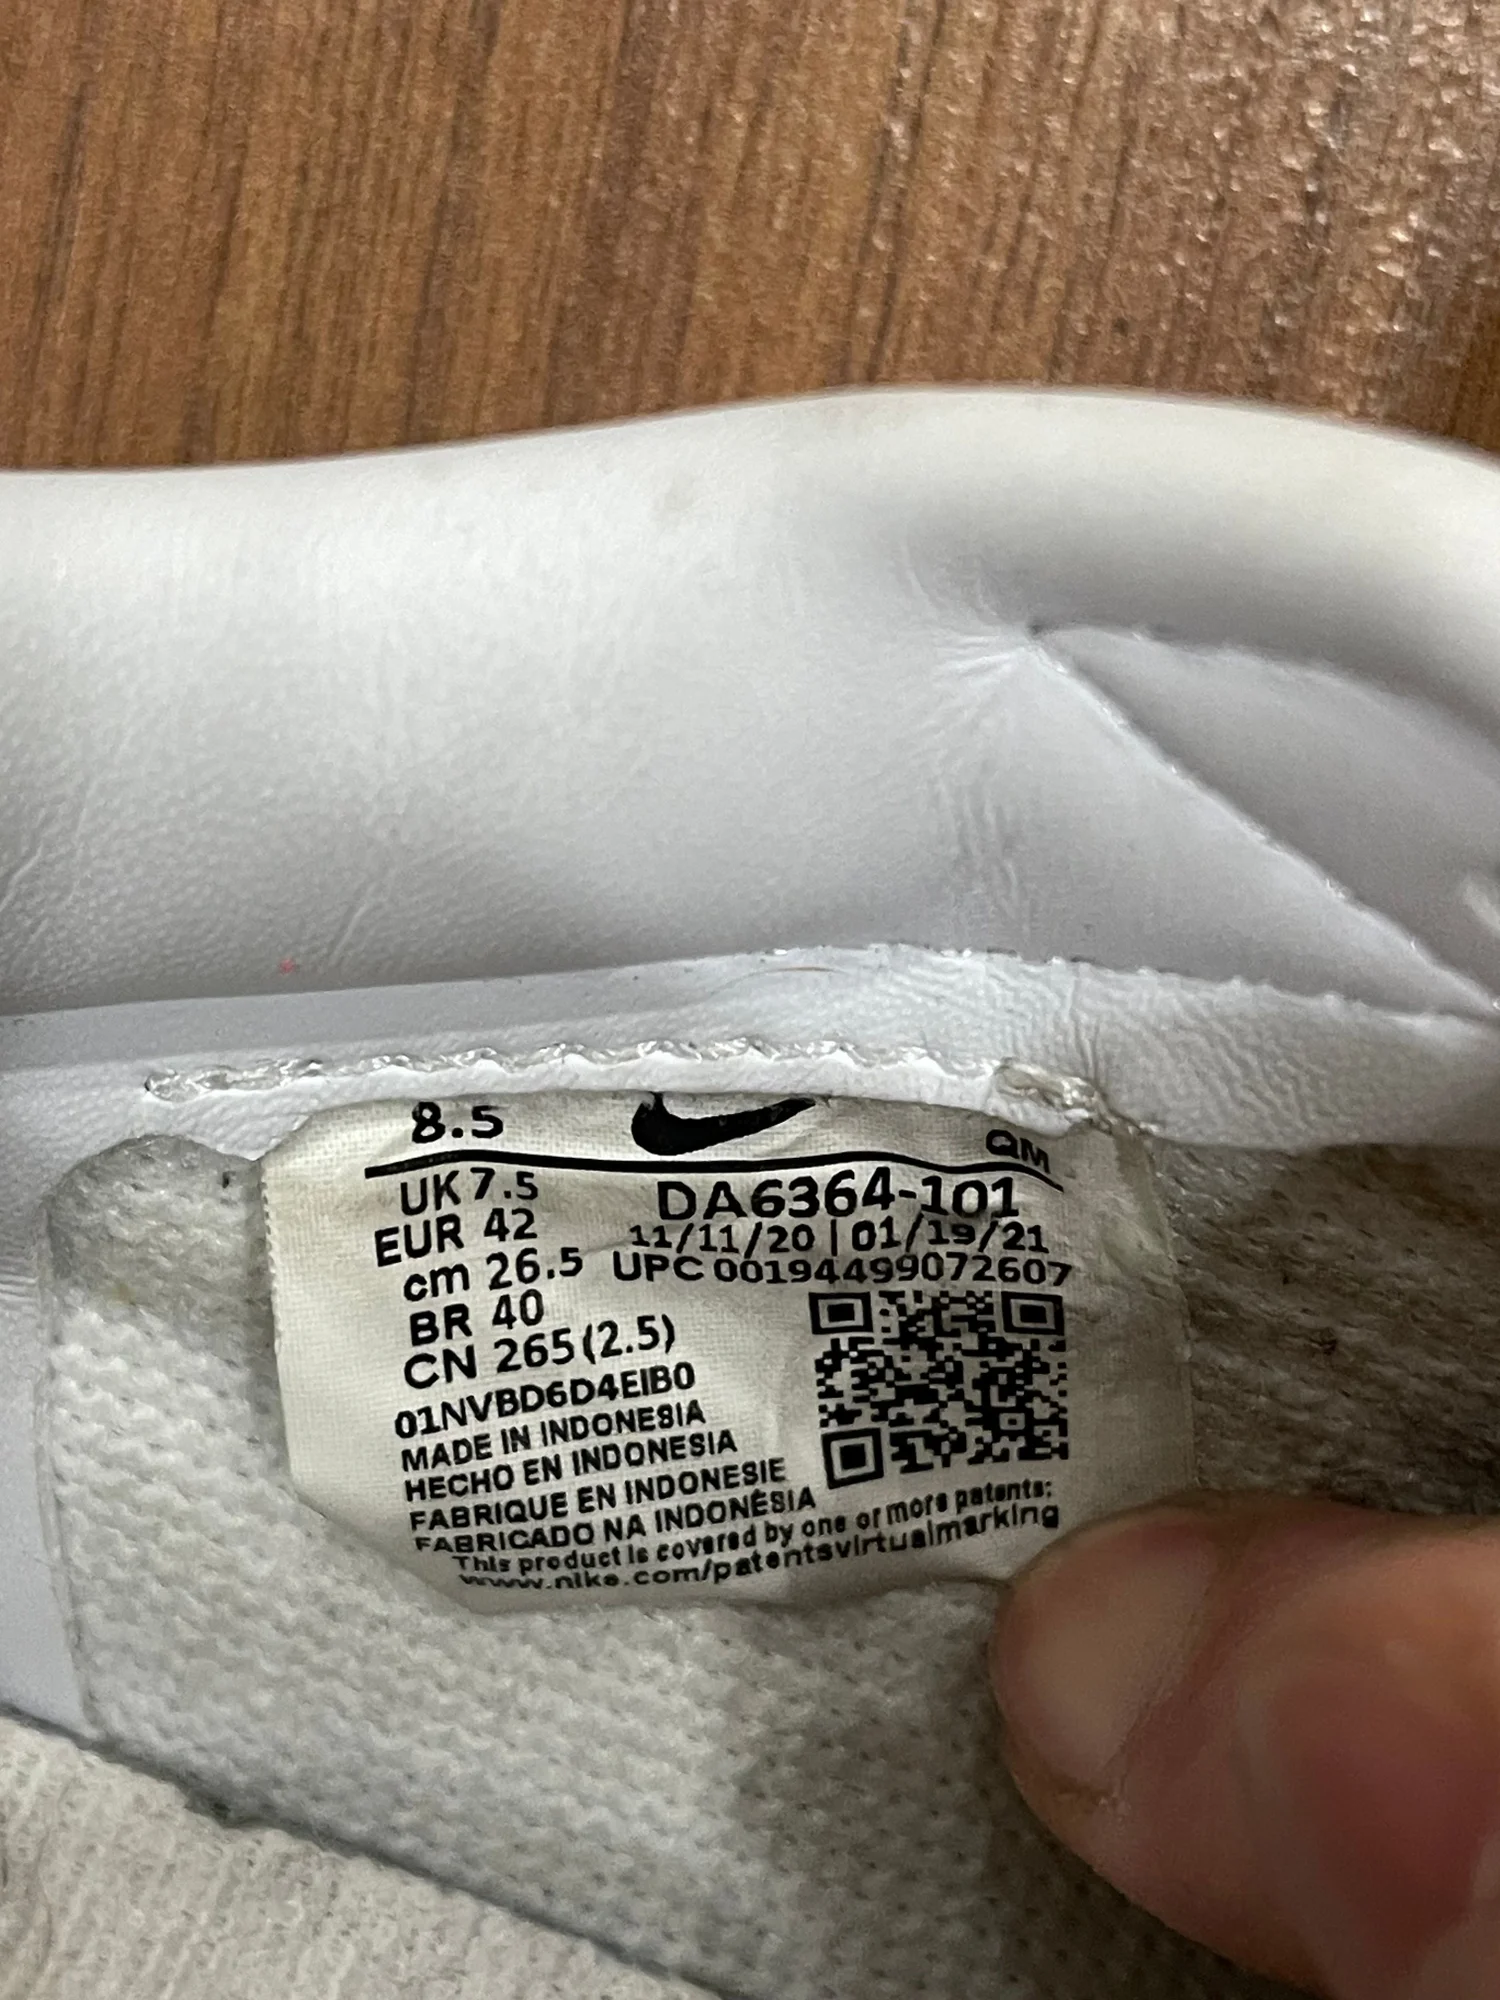 8.5
QM
UK 7.5
EUR 42
cm 26.5
BR 40
CN 265(2.5)
DA6364-101
11/11/20 | 01/19/21
UPC 00194499072607
01NVBD6D4EIB0
MADE IN INDONESIA
HECHO EN INDONESIA
FABRIQUE EN INDONESIE
FABRICADO NA INDONÉSIA
This product is covered by one or more patents:
www.nike.com/patentsvirtualmarking